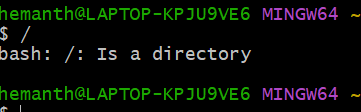 hemanth@LAPTOP-KPJU9VE6 MINGW64 ~
$ /
bash: /: Is a directory
hemanth@LAPTOP-KPJU9VE6 MINGW64 ~
$